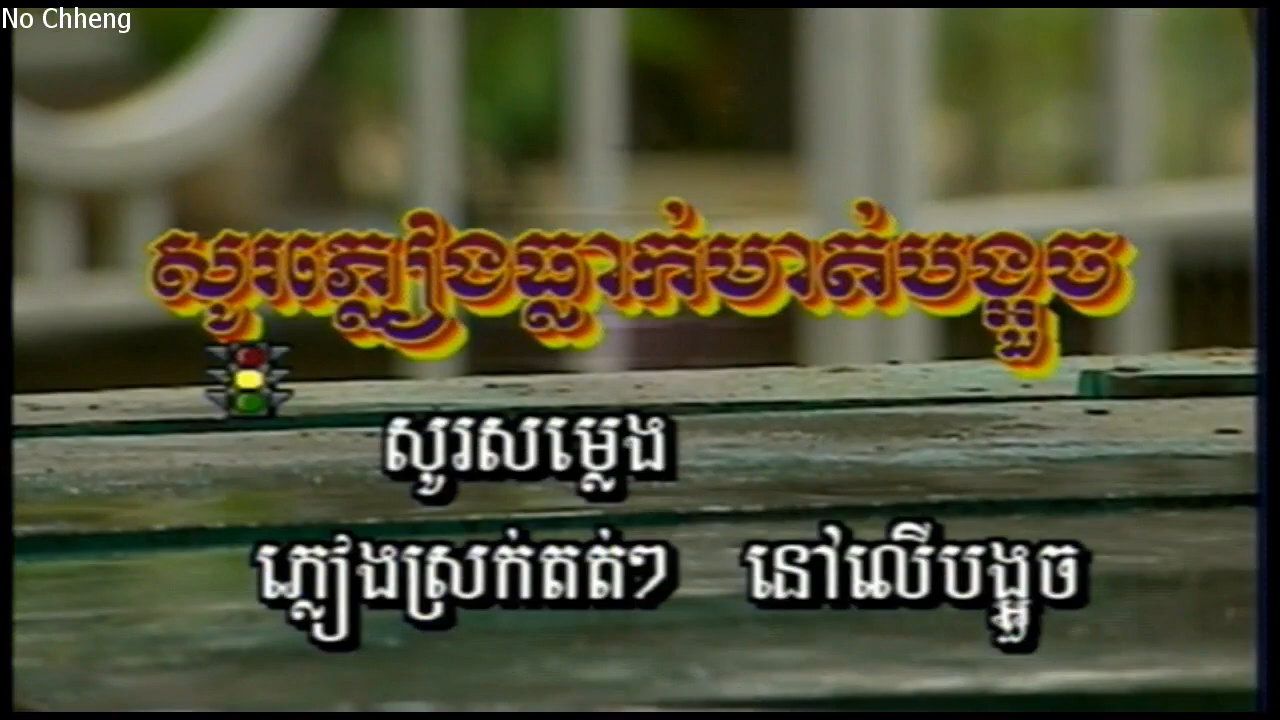 No Chheng
សូរភ្លៀងធ្លាក់មាត់បង្អួច
សូរសម្លេង
ភ្លៀងស្រក់តត់ៗ នៅលើបង្អួច